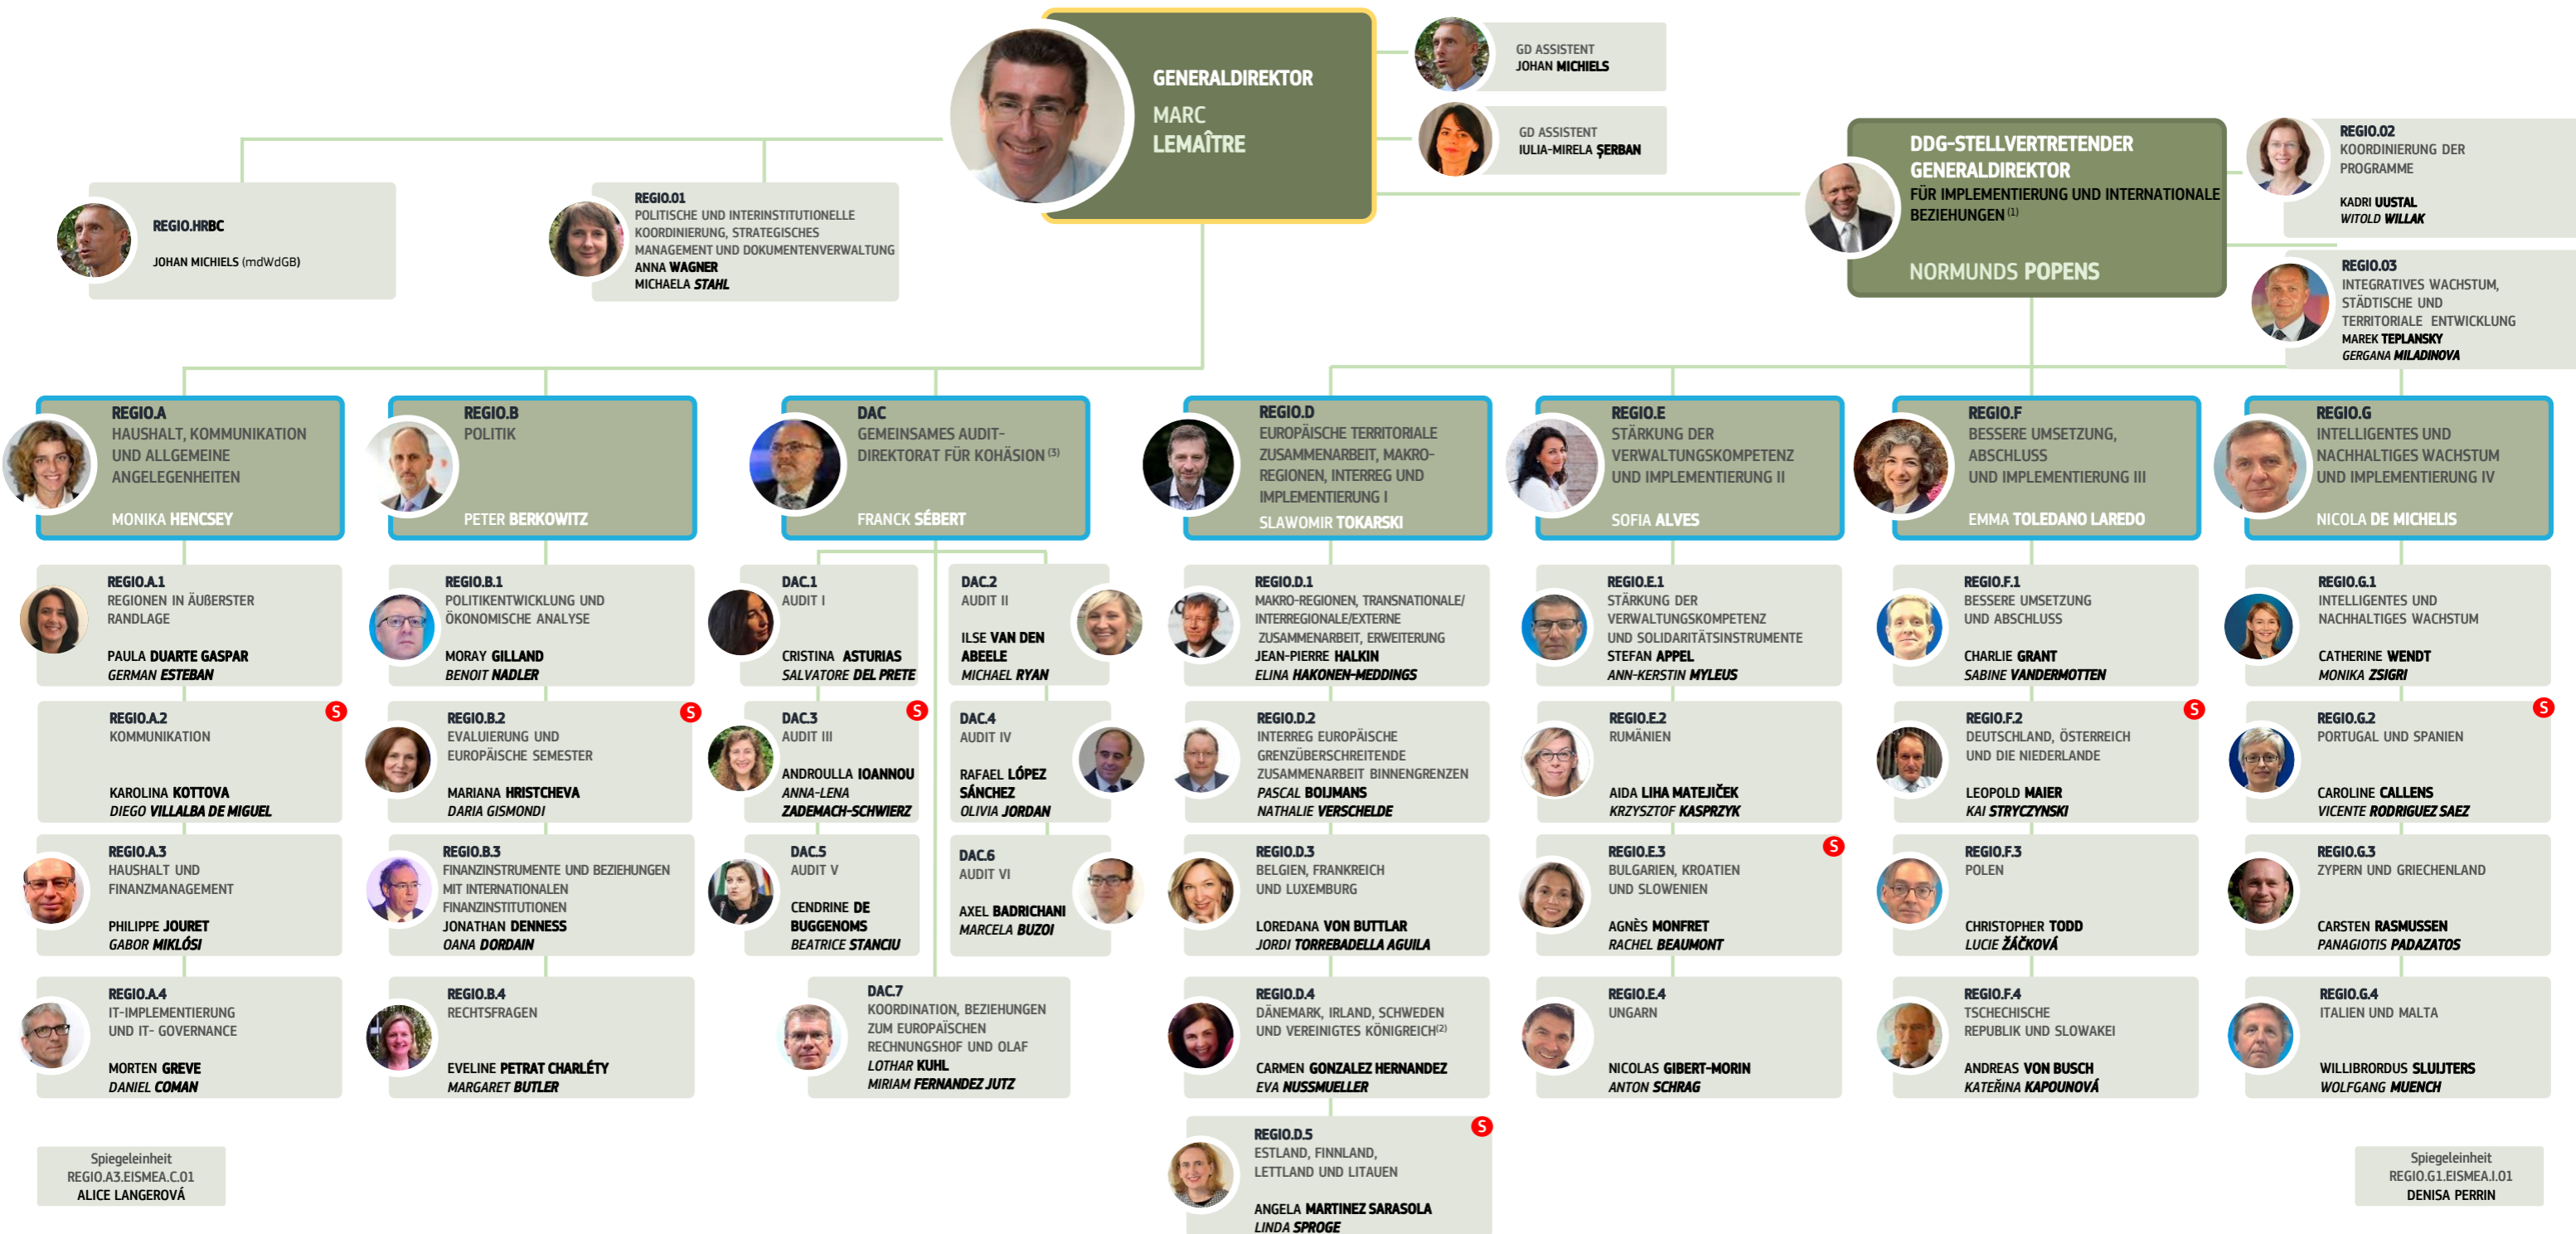 GENERALDIREKTOR
MARC
LEMAÎTRE
GD ASSISTENT
JOHAN MICHIELS
GD ASSISTENT
IULIA-MIRELA ŞERBAN
DDG-STELLVERTRETENDER
GENERALDIREKTOR
FÜR IMPLEMENTIERUNG UND INTERNATIONALE
BEZIEHUNGEN (1)
NORMUNDS POPENS
REGIO.02
KOORDINIERUNG DER
PROGRAMME
KADRI UUSTAL
WITOLD WILLAK
REGIO.03
INTEGRATIVES WACHSTUM,
STÄDTISCHE UND
TERRITORIALE ENTWICKLUNG
MAREK TEPLANSKY
GERGANA MILADINOVA
REGIO.HRBC
JOHAN MICHIELS (mdWdGB)
REGIO.01
POLITISCHE UND INTERINSTITUTIONELLE
KOORDINIERUNG, STRATEGISCHES
MANAGEMENT UND DOKUMENTENVERWALTUNG
ANNA WAGNER
MICHAELA STAHL
REGIO.A
HAUSHALT, KOMMUNIKATION
UND ALLGEMEINE
ANGELEGENHEITEN
MONIKA HENCSEY
REGIO.B
POLITIK
PETER BERKOWITZ
DAC
GEMEINSAMES AUDIT-
DIREKTORAT FÜR KOHÄSION (3)
FRANCK SÉBERT
REGIO.D
EUROPÄISCHE TERRITORIALE
ZUSAMMENARBEIT, MAKRO-
REGIONEN, INTERREG UND
IMPLEMENTIERUNG I
SLAWOMIR TOKARSKI
REGIO.E
STÄRKUNG DER
VERWALTUNGSKOMPETENZ
UND IMPLEMENTIERUNG II
SOFIA ALVES
REGIO.F
BESSERE UMSETZUNG,
ABSCHLUSS
UND IMPLEMENTIERUNG III
EMMA TOLEDANO LAREDO
REGIO.G
INTELLIGENTES UND
NACHHALTIGES WACHSTUM
UND IMPLEMENTIERUNG IV
NICOLA DE MICHELIS
REGIO.A.1
REGIONEN IN ÄUßERSTER
RANDLAGE
PAULA DUARTE GASPAR
GERMAN ESTEBAN
REGIO.B.1
POLITIKENTWICKLUNG UND
ÖKONOMISCHE ANALYSE
MORAY GILLAND
BENOIT NADLER
DAC.1
AUDIT I
CRISTINA ASTURIAS
SALVATORE DEL PRETE
DAC.2
AUDIT II
ILSE VAN DEN
ABEELE
MICHAEL RYAN
REGIO.D.1
MAKRO-REGIONEN, TRANSNATIONALE/
INTERREGIONALE/EXTERNE
ZUSAMMENARBEIT, ERWEITERUNG
JEAN-PIERRE HALKIN
ELINA HAKONEN-MEDDINGS
REGIO.E.1
STÄRKUNG DER
VERWALTUNGSKOMPETENZ
UND SOLIDARITÄTSINSTRUMENTE
STEFAN APPEL
ANN-KERSTIN MYLEUS
REGIO.F.1
BESSERE UMSETZUNG
UND ABSCHLUSS
CHARLIE GRANT
SABINE VANDERMOTTEN
REGIO.G.1
INTELLIGENTES UND
NACHHALTIGES WACHSTUM
CATHERINE WENDT
MONIKA ZSIGRI
REGIO.A.2
KOMMUNIKATION
KAROLINA KOTTOVA
DIEGO VILLALBA DE MIGUEL
S
REGIO.B.2
EVALUIERUNG UND
EUROPÄISCHE SEMESTER
MARIANA HRISTCHEVA
DARIA GISMONDI
S
DAC.3
AUDIT III
ANDROULLA IOANNOU
ANNA-LENA
ZADEMACH-SCHWIERZ
S
DAC.4
AUDIT IV
RAFAEL LÓPEZ
SÁNCHEZ
OLIVIA JORDAN
REGIO.D.2
INTERREG EUROPÄISCHE
GRENZÜBERSCHREITENDE
ZUSAMMENARBEIT BINNENGRENZEN
PASCAL BOIJMANS
NATHALIE VERSCHELDE
REGIO.E.2
RUMÄNIEN
AIDA LIHA MATEJIČEK
KRZYSZTOF KASPRZYK
REGIO.F.2
DEUTSCHLAND, ÖSTERREICH
UND DIE NIEDERLANDE
LEOPOLD MAIER
KAI STRYCZYNSKI
S
REGIO.G.2
PORTUGAL UND SPANIEN
CAROLINE CALLENS
VICENTE RODRIGUEZ SAEZ
S
REGIO.A.3
HAUSHALT UND
FINANZMANAGEMENT
PHILIPPE JOURET
GABOR MIKLÓSI
REGIO.B.3
FINANZINSTRUMENTE UND BEZIEHUNGEN
MIT INTERNATIONALEN
FINANZINSTITUTIONEN
JONATHAN DENNESS
OANA DORDAIN
DAC.5
AUDIT V
CENDRINE DE
BUGGENOMS
BEATRICE STANCIU
DAC.6
AUDIT VI
AXEL BADRICHANI
MARCELA BUZOI
REGIO.D.3
BELGIEN, FRANKREICH
UND LUXEMBURG
LOREDANA VON BUTTLAR
JORDI TORREBADELLA AGUILA
REGIO.E.3
BULGARIEN, KROATIEN
UND SLOWENIEN
AGNÈS MONFRET
RACHEL BEAUMONT
S
REGIO.F.3
POLEN
CHRISTOPHER TODD
LUCIE ŽÁČKOVÁ
REGIO.G.3
ZYPERN UND GRIECHENLAND
CARSTEN RASMUSSEN
PANAGIOTIS PADAZATOS
REGIO.A.4
IT-IMPLEMENTIERUNG
UND IT- GOVERNANCE
MORTEN GREVE
DANIEL COMAN
REGIO.B.4
RECHTSFRAGEN
EVELINE PETRAT CHARLÉTY
MARGARET BUTLER
DAC.7
KOORDINATION, BEZIEHUNGEN
ZUM EUROPAÏSCHEN
RECHNUNGSHOF UND OLAF
LOTHAR KUHL
MIRIAM FERNANDEZ JUTZ
REGIO.D.4
DÄNEMARK, IRLAND, SCHWEDEN
UND VEREINIGTES KÖNIGREICH(2)
CARMEN GONZALEZ HERNANDEZ
EVA NUSSMUELLER
REGIO.E.4
UNGARN
NICOLAS GIBERT-MORIN
ANTON SCHRAG
REGIO.F.4
TSCHECHISCHE
REPUBLIK UND SLOWAKEI
ANDREAS VON BUSCH
KATEŘINA KAPOUNOVÁ
REGIO.G.4
ITALIEN UND MALTA
WILLIBRORDUS SLUIJTERS
WOLFGANG MUENCH
REGIO.D.5
ESTLAND, FINNLAND,
LETTLAND UND LITAUEN
ANGELA MARTINEZ SARASOLA
LINDA SPROGE
S
Spiegeleinheit
REGIO.A3.EISMEA.C.01
ALICE LANGEROVÁ
Spiegeleinheit
REGIO.G1.EISMEA.I.01
DENISA PERRIN